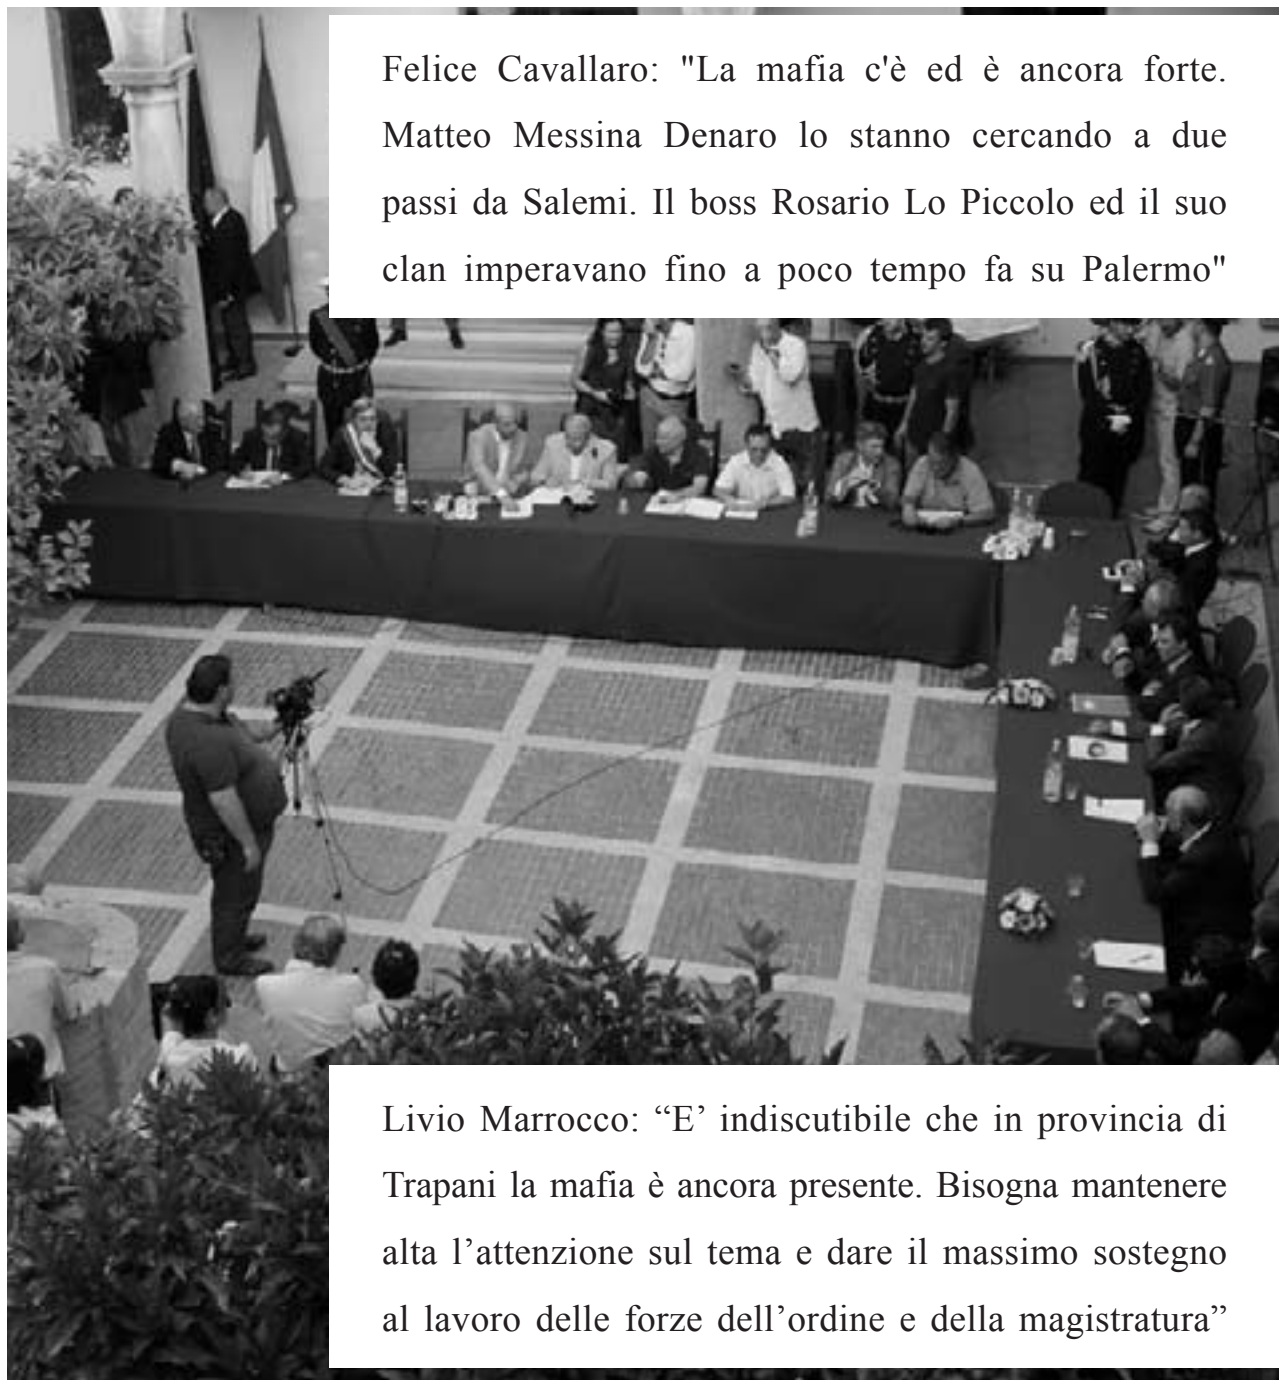 Felice Cavallaro: "La mafia c'è ed è ancora forte.
Matteo Messina Denaro lo stanno cercando a due
passi da Salemi. Il boss Rosario Lo Piccolo ed il suo
clan imperavano fino a poco tempo fa su Palermo"
Livio Marrocco: “E’ indiscutibile che in provincia di
Trapani la mafia è ancora presente. Bisogna mantenere
alta l’attenzione sul tema e dare il massimo sostegno
al lavoro delle forze dell’ordine e della magistratura”